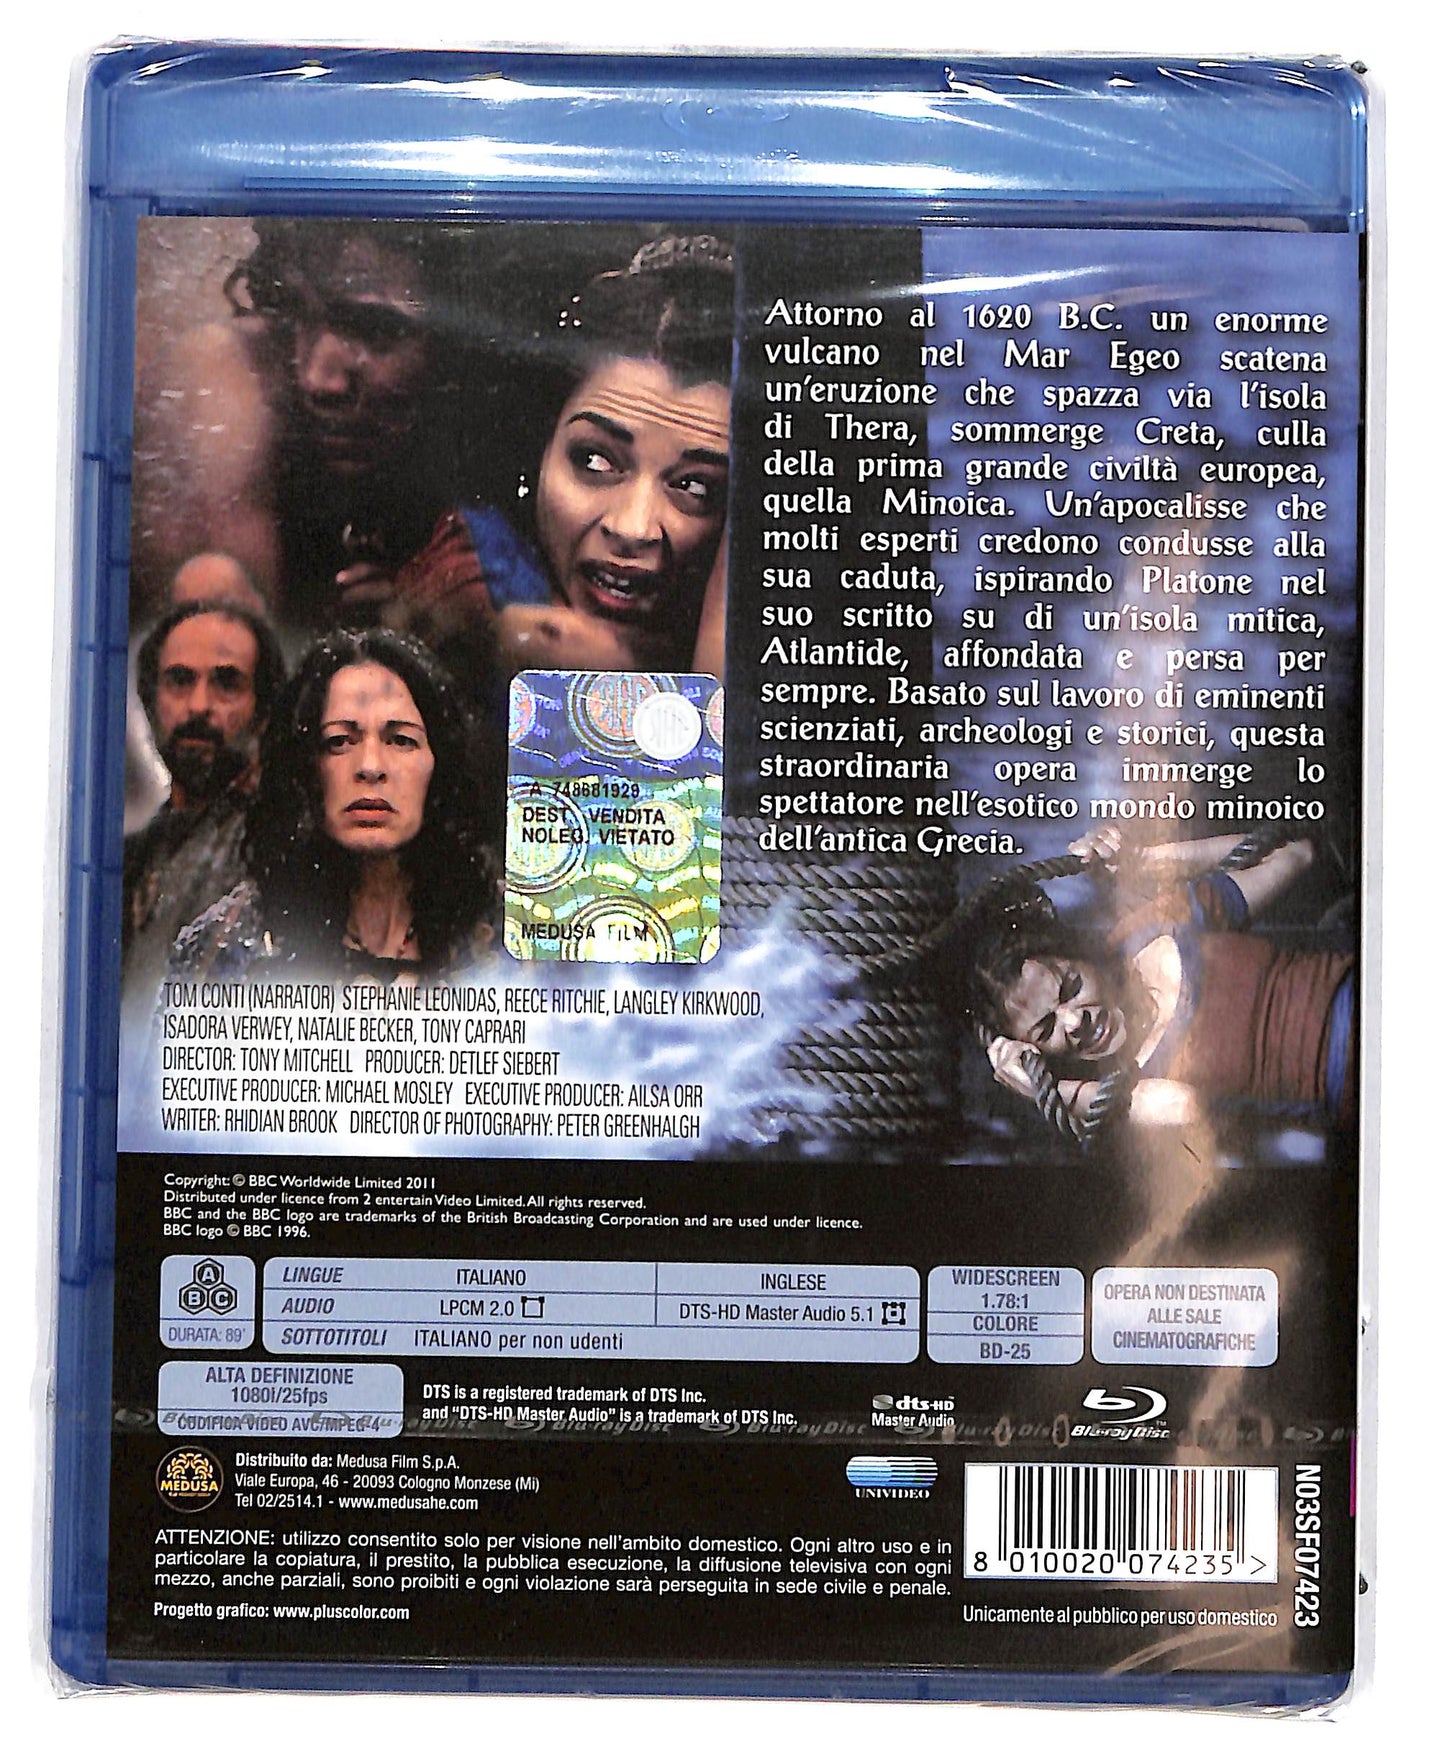 Attorno al 1620 B.C. un enorme
vulcano nel Mar Egeo scatena
un'eruzione che spazza via l'isola
di Thera, sommerge Creta, culla
della prima grande civiltà europea,
quella Minoica. Un'apocalisse che
molti esperti credono condusse alla
sua caduta, ispirando Platone nel
suo scritto su di un'isola mitica,
Atlantide, affondata e persa per
sempre. Basato sul lavoro di eminenti
scienziati, archeologi e storici, questa
straordinaria opera immerge lo
spettatore nell'esotico mondo minoico
dell'antica Grecia.
A 748681929
DEST. VENDITA
NOLEG. VIETATO
MEDUSA FILM
TOM CONTI (NARRATOR) STEPHANIE LEONIDAS, REECE RITCHIE, LANGLEY KIRKWOOD,
ISADORA VERWEY, NATALIE BECKER, TONY CAPRARI
DIRECTOR: TONY MITCHELL PRODUCER: DETLEF SIEBERT
EXECUTIVE PRODUCER: MICHAEL MOSLEY EXECUTIVE PRODUCER: AILSA ORR
WRITER: RHIDIAN BROOK DIRECTOR OF PHOTOGRAPHY: PETER GREENHALGH
Copyright: © BBC Worldwide Limited 2011
Distributed under licence from 2 entertain Video Limited. All rights reserved.
BBC and the BBC logo are trademarks of the British Broadcasting Corporation and are used under licence.
BBC logo © BBC 1996.
A
B C
DURATA: 89'
LINGUE ITALIANO INGLESE
AUDIO LPCM 2.0 DTS-HD Master Audio 5.1
SOTTOTITOLI ITALIANO per non udenti
WIDESCREEN
1.78:1
COLORE
BD-25
OPERA NON DESTINATA
ALLE SALE
CINEMATOGRAFICHE
ALTA DEFINIZIONE
1080I/25fps
CODIFICA VIDEO AVC/MPEG-4
DTS is a registered trademark of DTS Inc.
and "DTS-HD Master Audio" is a trademark of DTS Inc.
dts-HD
Master Audio
Blu-ray Disc
MEDUSA
Distribuito da: Medusa Film S.p.A.
Viale Europa, 46 - 20093 Cologno Monzese (Mi)
Tel 02/2514.1 - www.medusahe.com
UNIVIDEO
ATTENZIONE: utilizzo consentito solo per visione nell'ambito domestico. Ogni altro uso e in
particolare la copiatura, il prestito, la pubblica esecuzione, la diffusione televisiva con ogni
mezzo, anche parziali, sono proibiti e ogni violazione sarà perseguita in sede civile e penale.
Progetto grafico: www.pluscolor.com
8 010020 074235 >
Unicamente al pubblico per uso domestico
N03SF07423